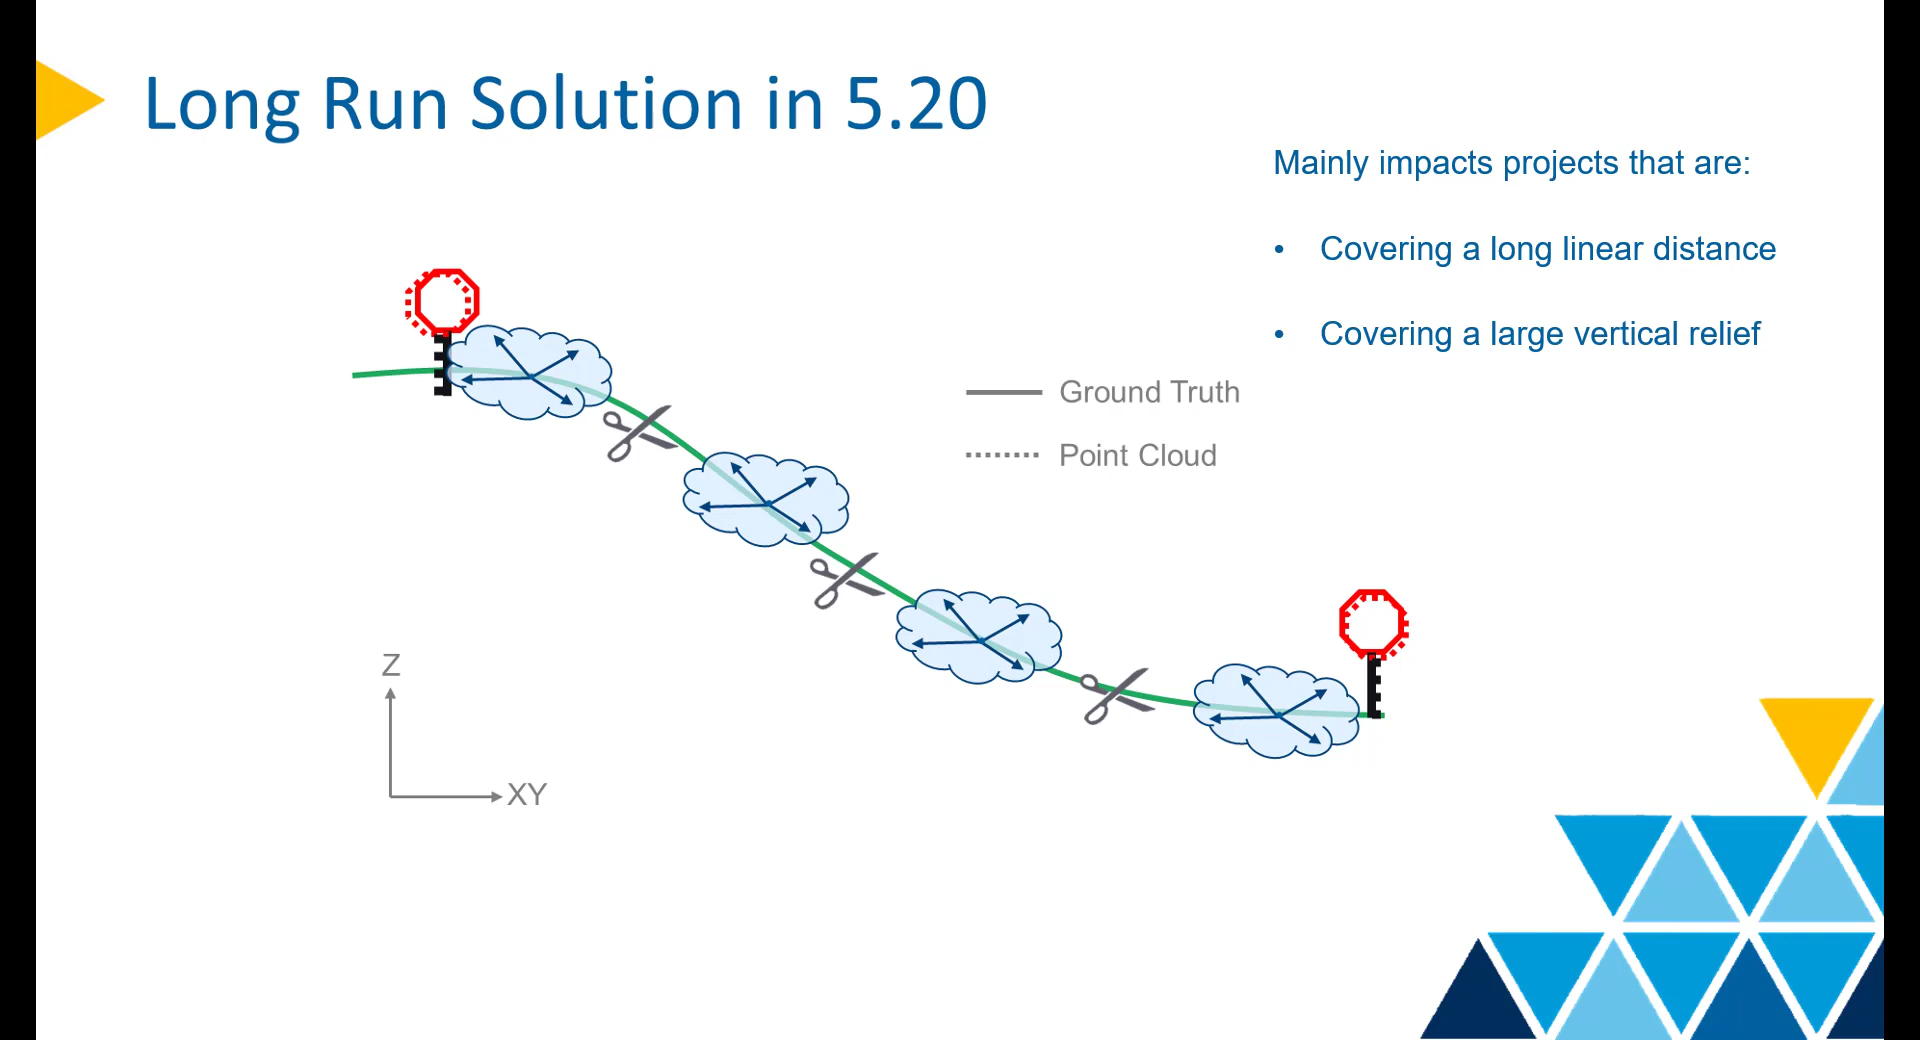 Long Run Solution in 5.20
Mainly impacts projects that are:
• Covering a long linear distance
• Covering a large vertical relief
Ground Truth
Point Cloud
Z
XY